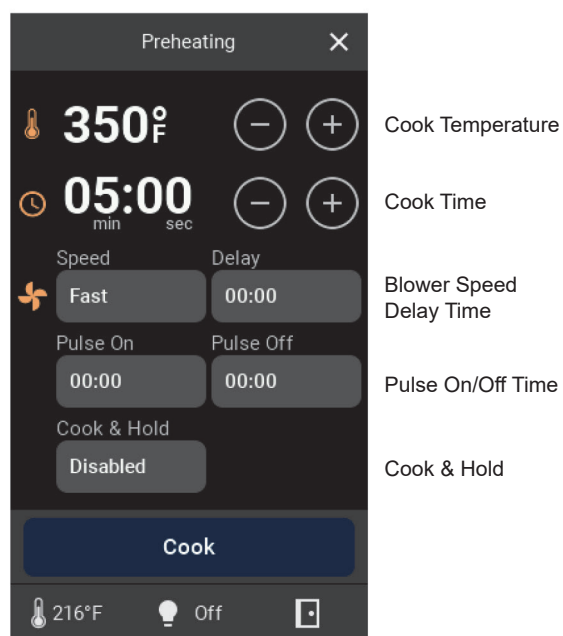 Preheating
350°F
Cook Temperature
05:00
min sec
Cook Time
Speed Delay
Fast 00:00
Blower Speed
Delay Time
Pulse On Pulse Off
00:00 00:00
Pulse On/Off Time
Cook & Hold
Disabled
Cook & Hold
Cook
216°F Off